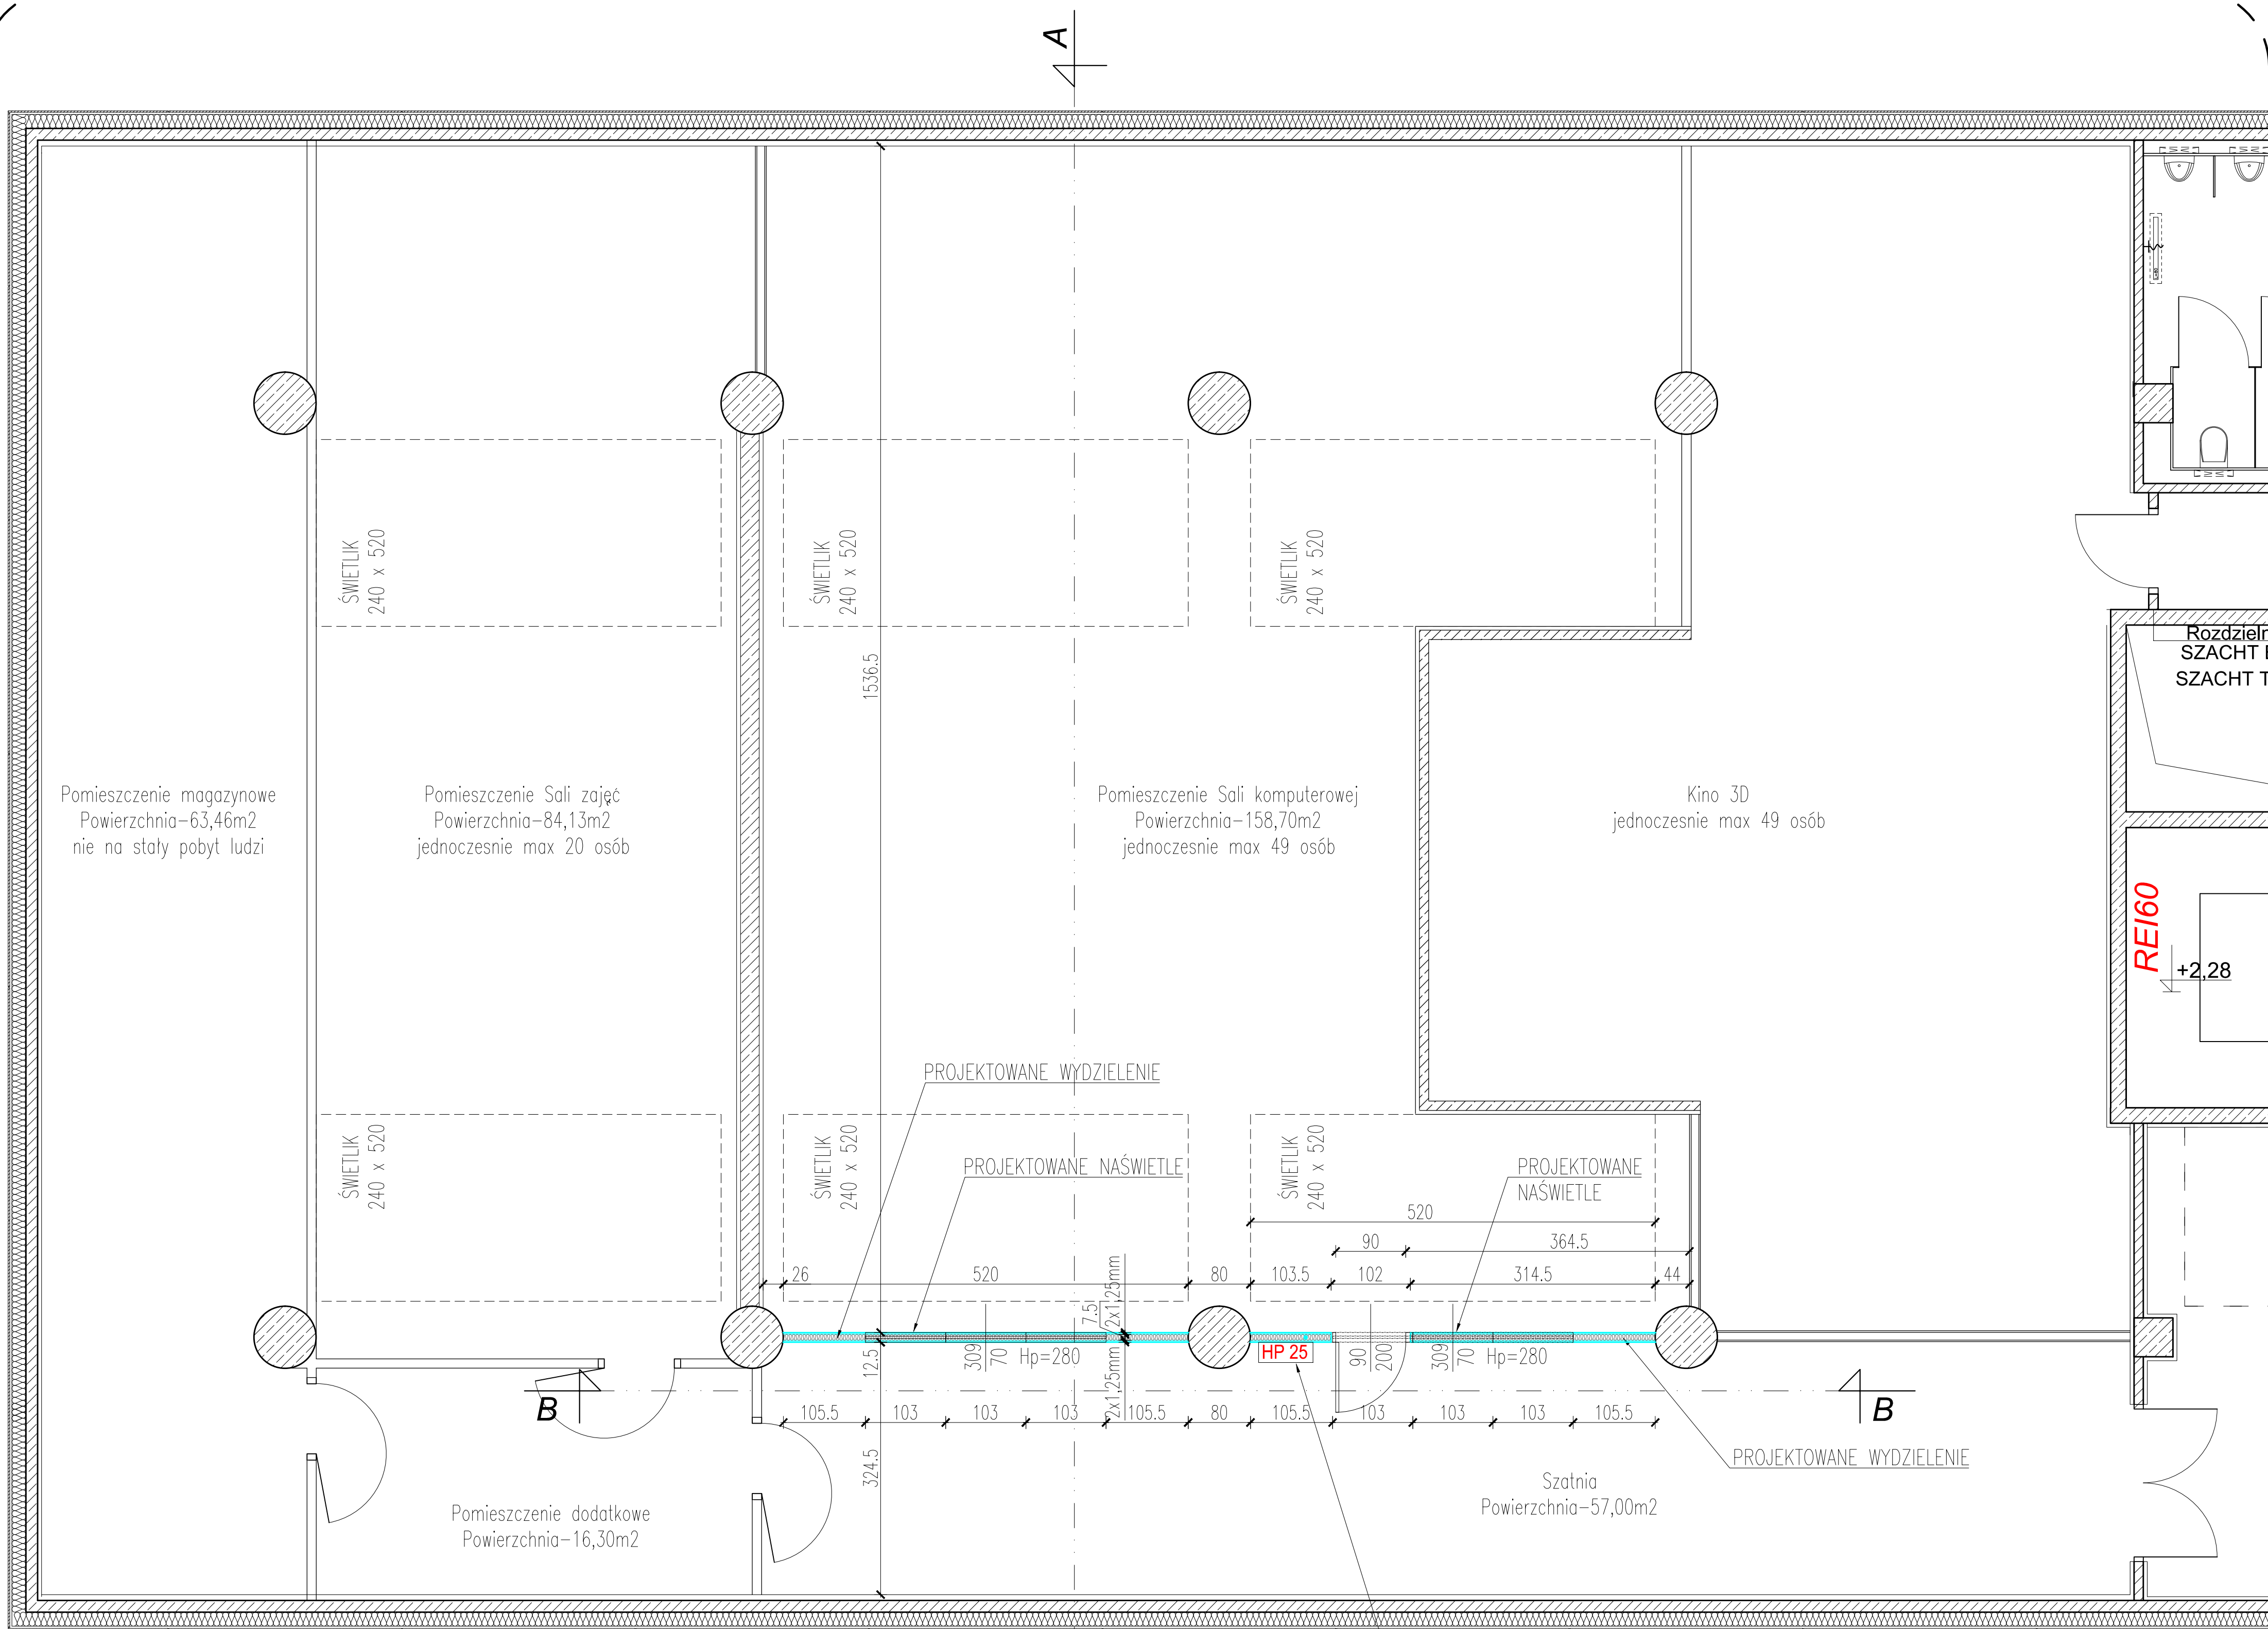 A
ŚWIETLIK
240 x 520
ŚWIETLIK
240 x 520
ŚWIETLIK
240 x 520
1536.5
SZACHT
SZACHT
Pomieszczenie magazynowe
Powierzchnia-63,46m2
nie na stały pobyt ludzi
Pomieszczenie Sali zajęć
Powierzchnia-84,13m2
jednoczesnie max 20 osób
Pomieszczenie Sali komputerowej
Powierzchnia-158,70m2
jednoczesnie max 49 osób
Kino 3D
jednoczesnie max 49 osób
REI60
+2,28
PROJEKTOWANE WYDZIELENIE
ŚWIETLIK
240 x 520
ŚWIETLIK
240 x 520
ŚWIETLIK
240 x 520
PROJEKTOWANE NAŚWIETLE
PROJEKTOWANE
NAŚWIETLE
520
90 364.5
26 520 80 103.5 102 314.5 44
7.5
2x1,25mm
12.5
309
70
Hp=280
2x1,25mm
HP 25
90
200
309
70
Hp=280
B
B
105.5 103 103 103 105.5 80 105.5 103 103 103 105.5
324.5
PROJEKTOWANE WYDZIELENIE
Szatnia
Powierzchnia-57,00m2
Pomieszczenie dodatkowe
Powierzchnia-16,30m2